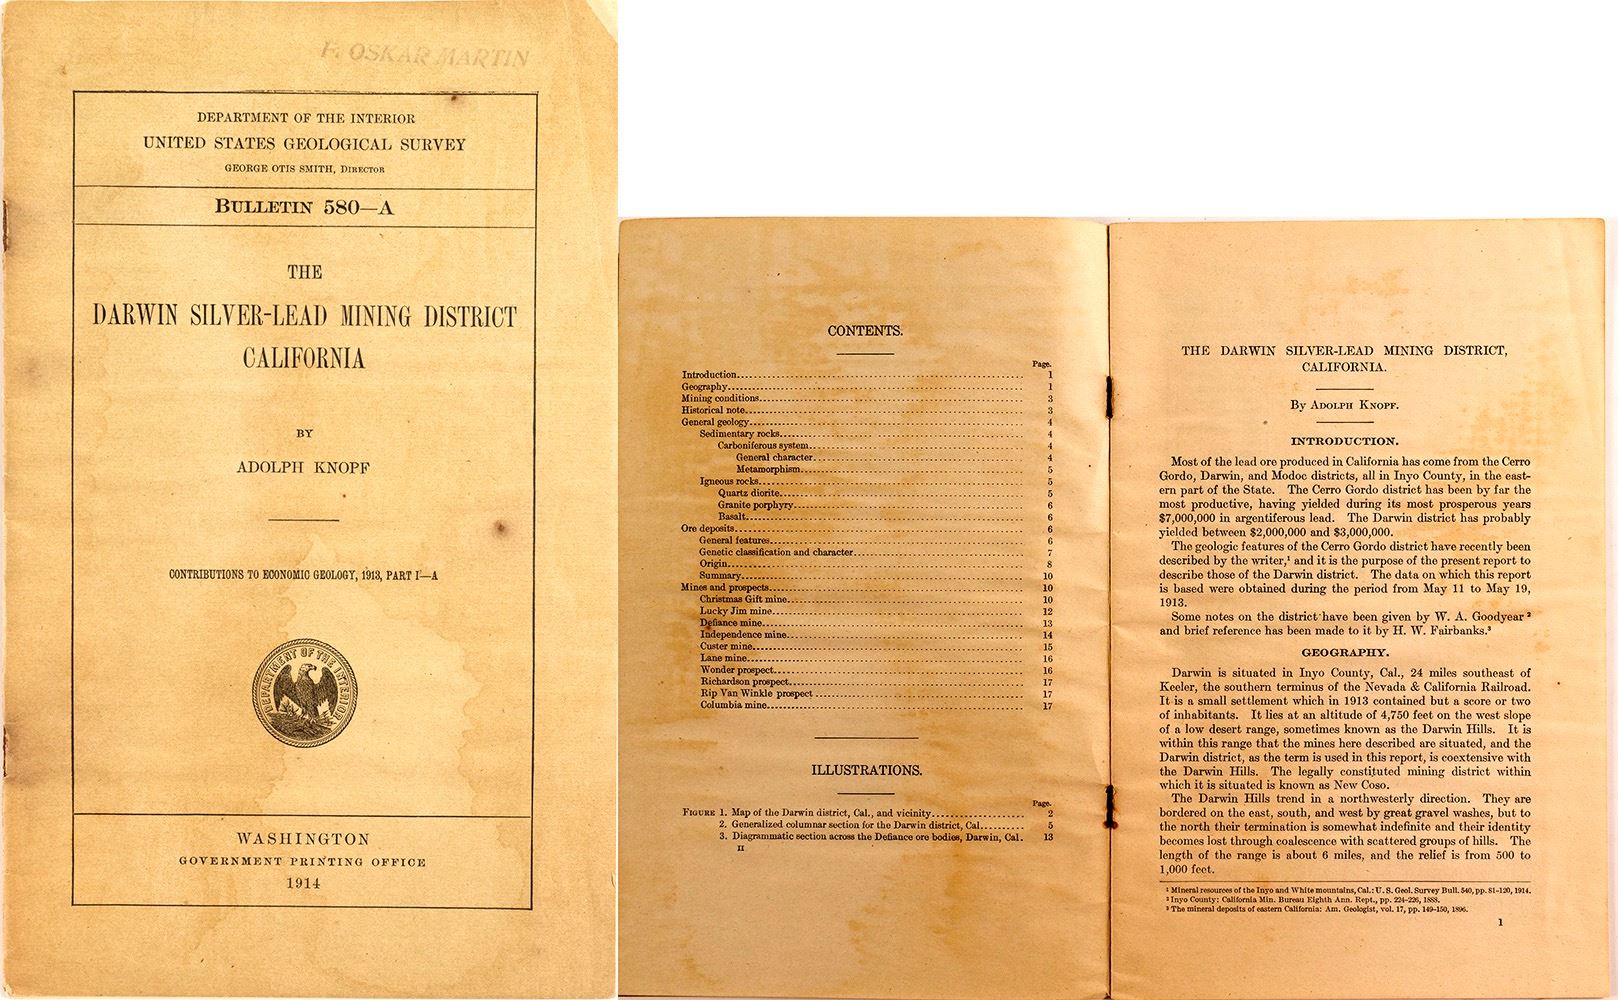 F. OSKAR MARTIN
DEPARTMENT OF THE INTERIOR
UNITED STATES GEOLOGICAL SURVEY
GEORGE OTIS SMITH, DIRECTOR
BULLETIN 580—A
THE
DARWIN SILVER-LEAD MINING DISTRICT
CALIFORNIA
BY
ADOLPH KNOPF
CONTRIBUTIONS TO ECONOMIC GEOLOGY, 1913, PART I—A
DEPARTMENT OF THE INTERIOR
WASHINGTON
GOVERNMENT PRINTING OFFICE
1914
CONTENTS.
Page.
Introduction.......... 1
Geography.......... 1
Mining conditions.......... 3
Historical note.......... 3
General geology.......... 4
Sedimentary rocks.......... 4
Carboniferous system.......... 4
General character.......... 4
Metamorphism.......... 5
Igneous rocks.......... 5
Quartz diorite.......... 5
Granite porphyry.......... 6
Basalt.......... 6
Ore deposits.......... 6
General features.......... 6
Genetic classification and character.......... 7
Origin.......... 8
Summary.......... 10
Mines and prospects.......... 10
Christmas Gift mine.......... 10
Lucky Jim mine.......... 12
Defiance mine.......... 13
Independence mine.......... 14
Custer mine.......... 15
Lane mine.......... 16
Wonder prospect.......... 16
Richardson prospect.......... 17
Rip Van Winkle prospect.......... 17
Columbia mine.......... 17
ILLUSTRATIONS.
Page.
FIGURE 1. Map of the Darwin district, Cal., and vicinity.......... 2
2. Generalized columnar section for the Darwin district, Cal.......... 5
3. Diagrammatic section across the Defiance ore bodies, Darwin, Cal. 13
II
THE DARWIN SILVER-LEAD MINING DISTRICT,
CALIFORNIA.
By ADOLPH KNOPF.
INTRODUCTION.
Most of the lead ore produced in California has come from the Cerro
Gordo, Darwin, and Modoc districts, all in Inyo County, in the east-
ern part of the State. The Cerro Gordo district has been by far the
most productive, having yielded during its most prosperous years
$7,000,000 in argentiferous lead. The Darwin district has probably
yielded between $2,000,000 and $3,000,000.
The geologic features of the Cerro Gordo district have recently been
described by the writer,¹ and it is the purpose of the present report to
describe those of the Darwin district. The data on which this report
is based were obtained during the period from May 11 to May 19,
1913.
Some notes on the district have been given by W. A. Goodyear ²
and brief reference has been made to it by H. W. Fairbanks.³
GEOGRAPHY.
Darwin is situated in Inyo County, Cal., 24 miles southeast of
Keeler, the southern terminus of the Nevada & California Railroad.
It is a small settlement which in 1913 contained but a score or two
of inhabitants. It lies at an altitude of 4,750 feet on the west slope
of a low desert range, sometimes known as the Darwin Hills. It is
within this range that the mines here described are situated, and the
Darwin district, as the term is used in this report, is coextensive with
the Darwin Hills. The legally constituted mining district within
which it is situated is known as New Coso.
The Darwin Hills trend in a northwesterly direction. They are
bordered on the east, south, and west by great gravel washes, but to
the north their termination is somewhat indefinite and their identity
becomes lost through coalescence with scattered groups of hills. The
length of the range is about 6 miles, and the relief is from 500 to
1,000 feet.
¹ Mineral resources of the Inyo and White mountains, Cal.: U. S. Geol. Survey Bull. 540, pp. 81–120, 1914.
² Inyo County: California Min. Bureau Eighth Ann. Rept., pp. 224–226, 1888.
³ The mineral deposits of eastern California: Am. Geologist, vol. 17, pp. 149–150, 1896.
1